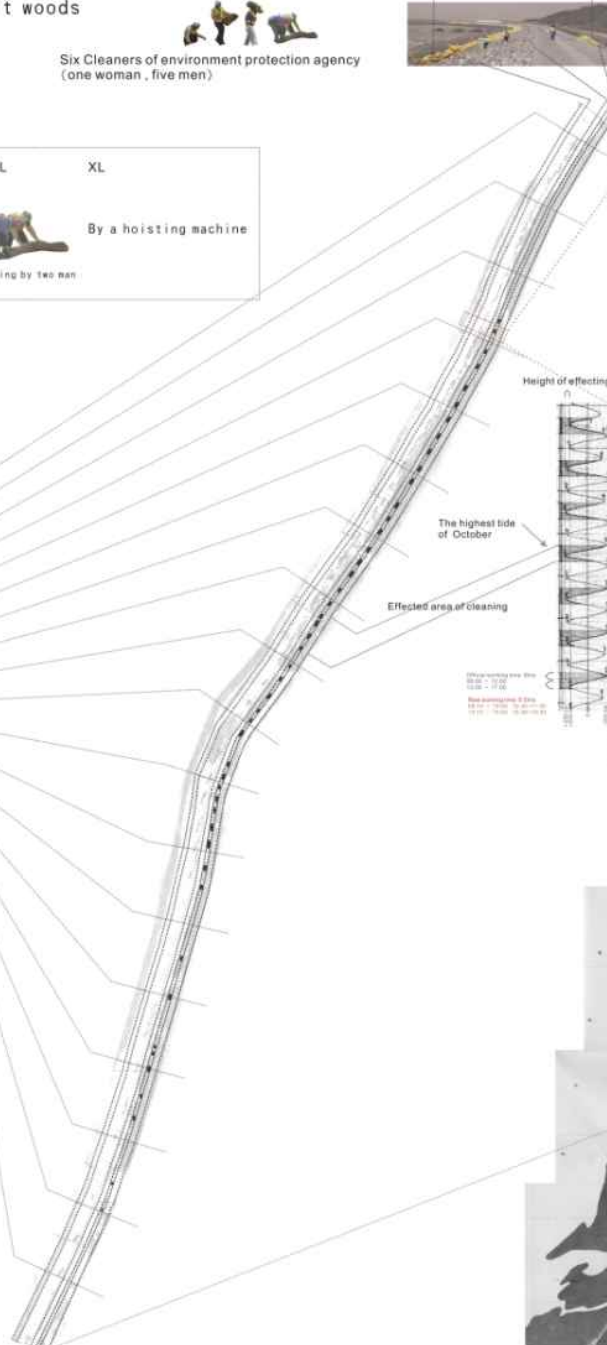 t woods
Six Cleaners of environment protection agency
(one woman , five men)
L
XL
By a hoisting machine
ing by two man
Height of effecting
The highest tide
of October
Effected area of cleaning